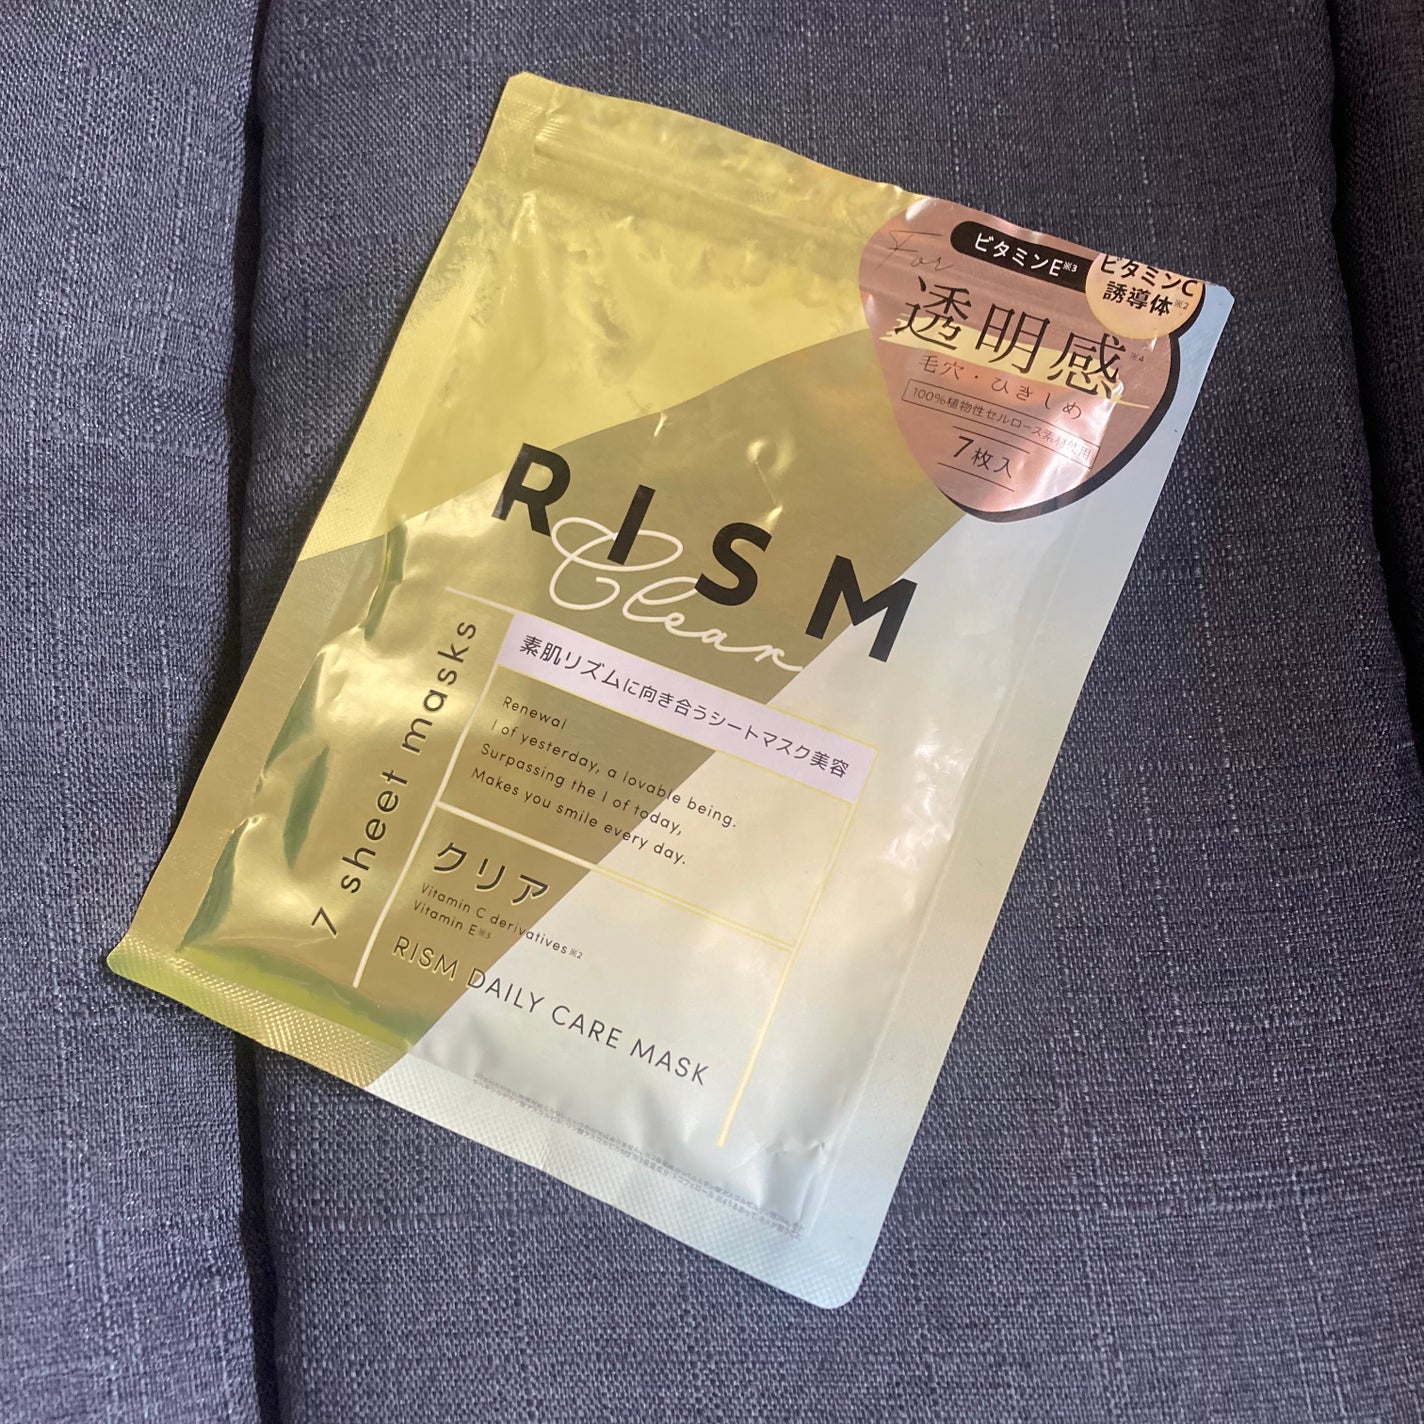 For
ビタミンE※3
ビタミンC
誘導体※2
透明感※4
毛穴・ひきしめ
100%植物性セルロース素材使用
7枚入
RISM
Clear
素肌リズムに向き合うシートマスク美容
7 sheet masks
Renewal
I of yesterday, a lovable being.
Surpassing the I of today,
Makes you smile every day.
クリア
Vitamin C derivatives※2
Vitamin E※3
RISM DAILY CARE MASK